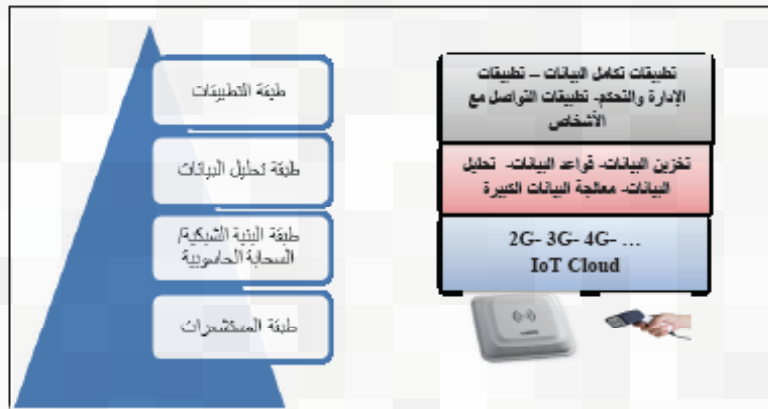 طبقة التطبيقات
طبقة تحليل البيانات
طبقة البنية الشبكية/
السحابة الحاسوبية
طبقة المستشعرات
تطبيقات تكامل البيانات – تطبيقات
الإدارة والتحكم- تطبيقات التواصل مع
الأشخاص
تخزين البيانات- قواعد البيانات- تحليل
البيانات- معالجة البيانات الكبيرة
2G- 3G- 4G- …
IoT Cloud